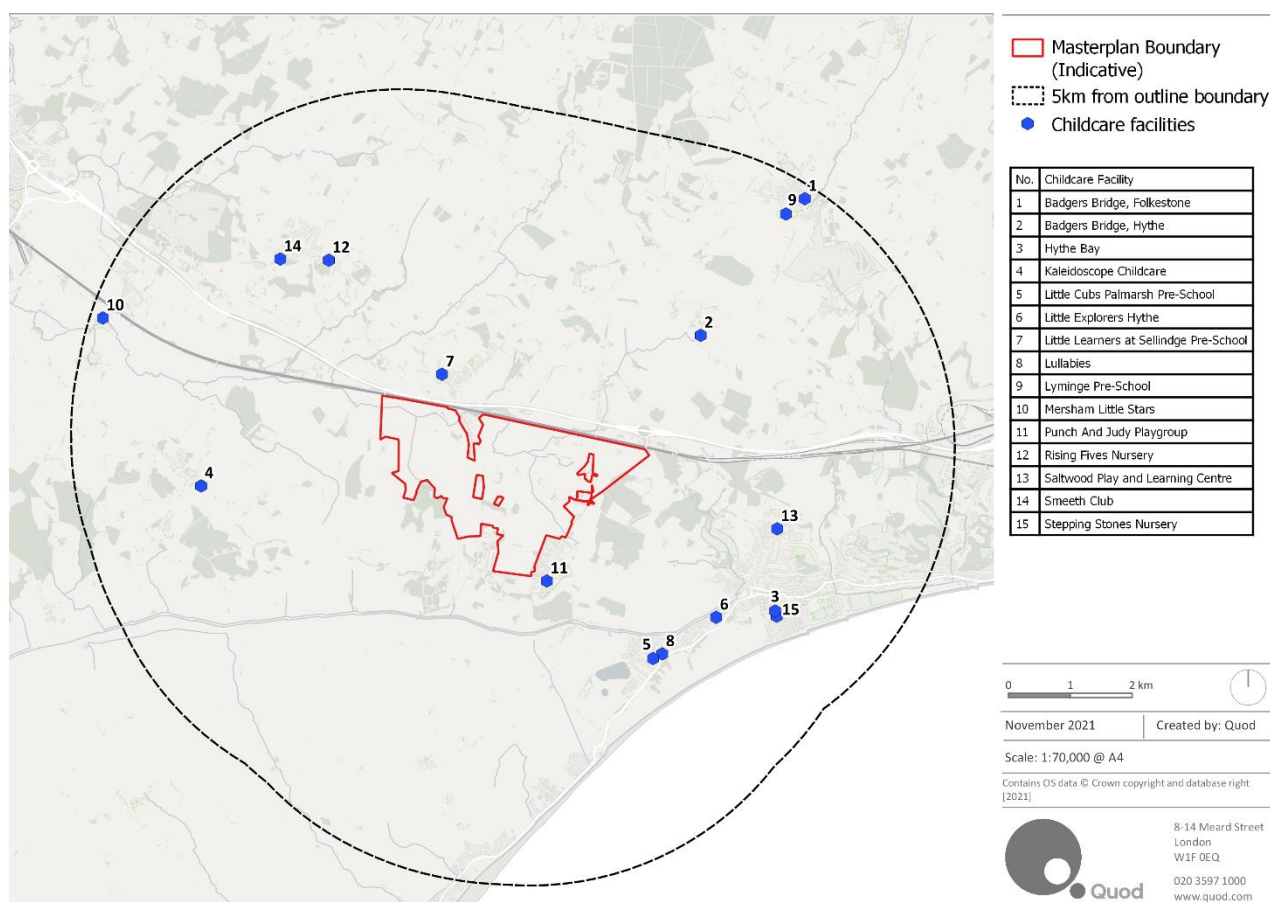 1
9
14
12
10
2
7
4
13
11
3
6
15
8
5
Masterplan Boundary
(Indicative)
5km from outline boundary
Childcare facilities
No. Childcare Facility
1 Badgers Bridge, Folkestone
2 Badgers Bridge, Hythe
3 Hythe Bay
4 Kaleidoscope Childcare
5 Little Cubs Palmarsh Pre-School
6 Little Explorers Hythe
7 Little Learners at Sellindge Pre-School
8 Lullabies
9 Lyminge Pre-School
10 Mersham Little Stars
11 Punch And Judy Playgroup
12 Rising Fives Nursery
13 Saltwood Play and Learning Centre
14 Smeeth Club
15 Stepping Stones Nursery
0 1 2 km
November 2021 Created by: Quod
Scale: 1:70,000 @ A4
Contains OS data © Crown copyright and database right
[2021]
8-14 Meard Street
London
W1F 0EQ
020 3597 1000
www.quod.com
Quod